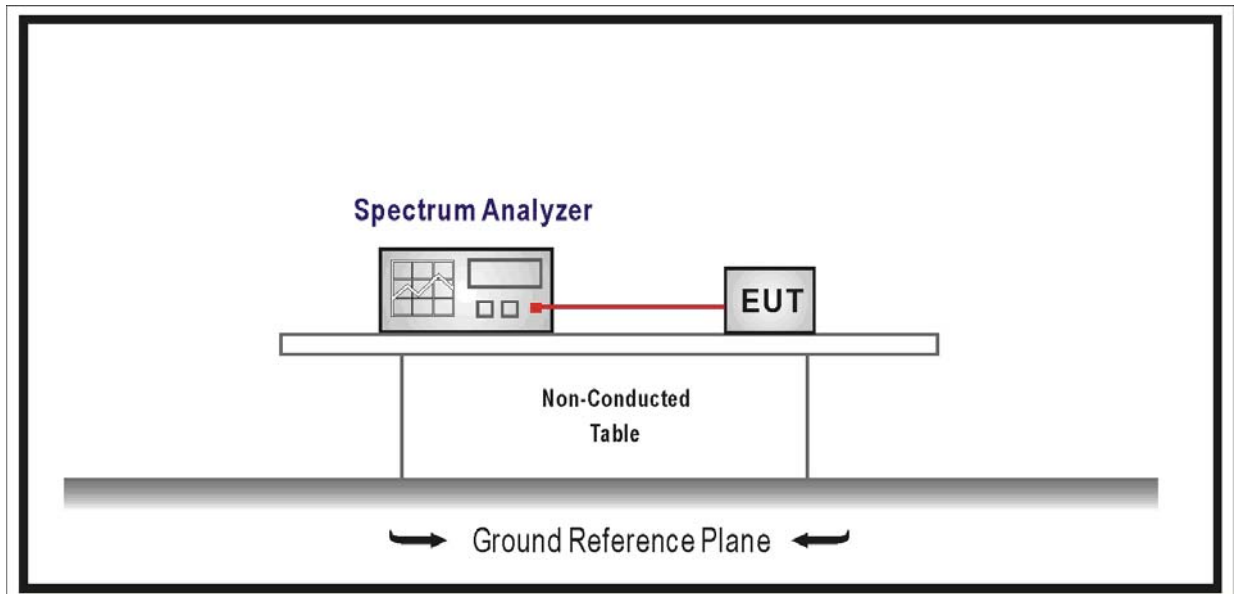 Spectrum Analyzer
EUT
Non-Conducted
Table
Ground Reference Plane